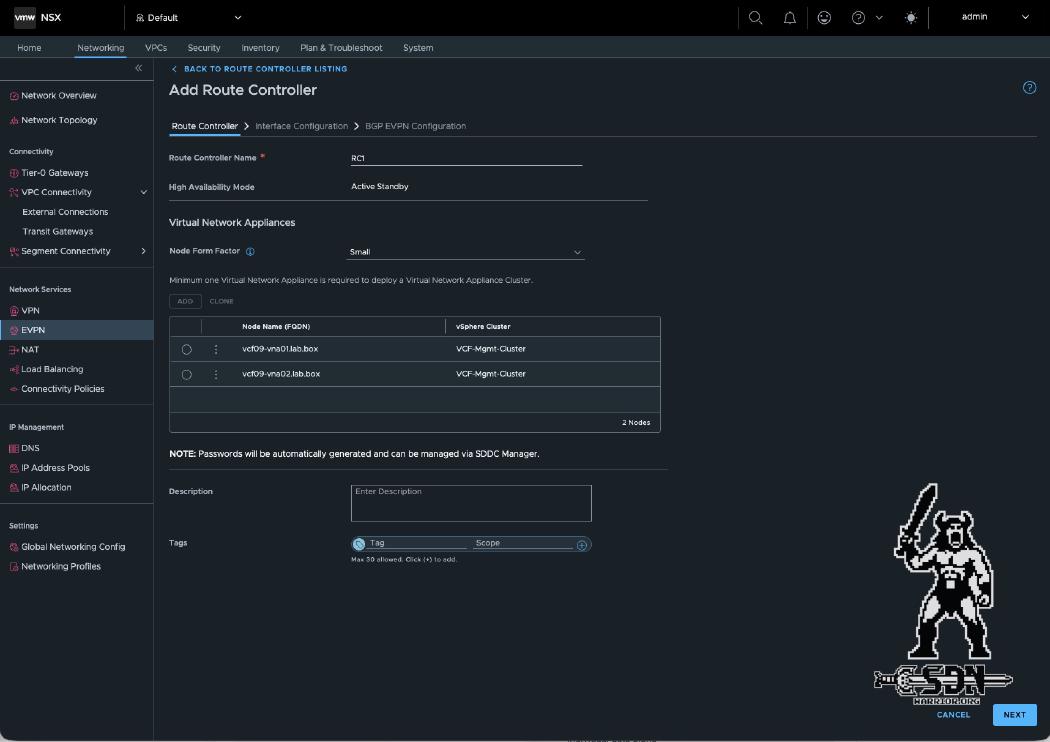 vmw NSX
Default
admin
Home Networking VPCs Security Inventory Plan & Troubleshoot System
BACK TO ROUTE CONTROLLER LISTING
Add Route Controller
Route Controller Interface Configuration BGP EVPN Configuration
Network Overview
Network Topology
Connectivity
Tier-0 Gateways
VPC Connectivity
External Connections
Transit Gateways
Segment Connectivity
Network Services
VPN
EVPN
NAT
Load Balancing
Connectivity Policies
IP Management
DNS
IP Address Pools
IP Allocation
Settings
Global Networking Config
Networking Profiles
Route Controller Name * RC1
High Availability Mode Active Standby
Virtual Network Appliances
Node Form Factor Small
Minimum one Virtual Network Appliance is required to deploy a Virtual Network Appliance Cluster.
ADD CLONE
Node Name (FQDN) vSphere Cluster
vcf09-vna01.lab.box VCF-Mgmt-Cluster
vcf09-vna02.lab.box VCF-Mgmt-Cluster
2 Nodes
NOTE: Passwords will be automatically generated and can be managed via SDDC Manager.
Description Enter Description
Tags Tag Scope
Max 30 allowed. Click (+) to add.
SDN
WARRIOR.ORG
CANCEL NEXT